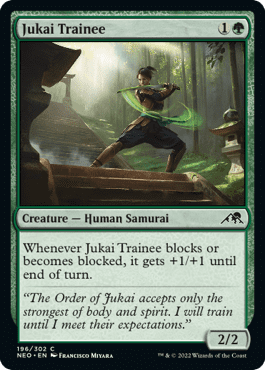 Jukai Trainee 1
Creature — Human Samurai
Whenever Jukai Trainee blocks or
becomes blocked, it gets +1/+1 until
end of turn.
“The Order of Jukai accepts only the
strongest of body and spirit. I will train
until I meet their expectations.”
2/2
196/302 C
NEO • EN Francisco Miyara
™ & © 2022 Wizards of the Coast